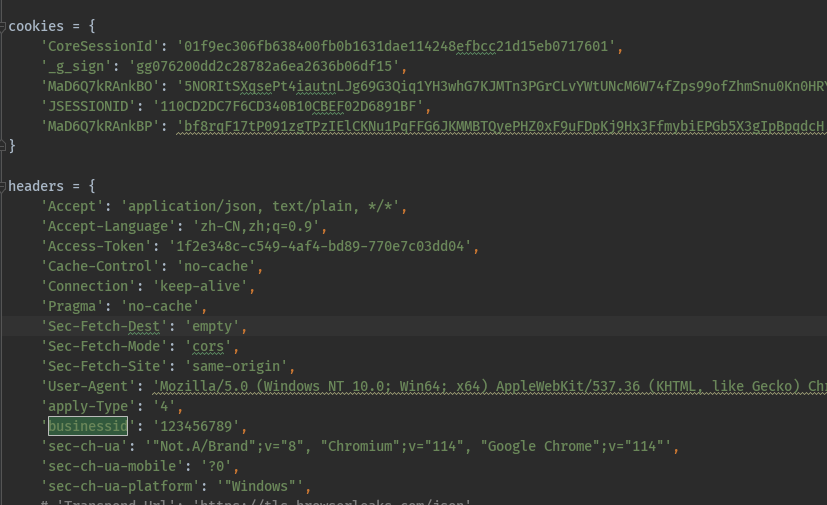 cookies = {
'CoreSessionId': '01f9ec306fb638400fb0b1631dae114248efbcc21d15eb0717601',
'_g_sign': 'gg076200dd2c28782a6ea2636b06df15',
'MaD6Q7kRAnkBO': '5NORItSXqsePt4iautnLJg69G3Qiq1YH3whG7KJMTn3PGrCLvYWtUNcM6W74fZps99ofZhmSnu0Kn0HRY
'JSESSIONID': '110CD2DC7F6CD340B10CBEF02D6891BF',
'MaD6Q7kRAnkBP': 'bf8rqF17tP091zgTPzIElCKNu1PqFFG6JKMMBTQyePHZ0xF9uFDpKj9Hx3FfmybiEPGb5X3gIpBpqdcH
}
headers = {
'Accept': 'application/json, text/plain, */*',
'Accept-Language': 'zh-CN,zh;q=0.9',
'Access-Token': '1f2e348c-c549-4af4-bd89-770e7c03dd04',
'Cache-Control': 'no-cache',
'Connection': 'keep-alive',
'Pragma': 'no-cache',
'Sec-Fetch-Dest': 'empty',
'Sec-Fetch-Mode': 'cors',
'Sec-Fetch-Site': 'same-origin',
'User-Agent': 'Mozilla/5.0 (Windows NT 10.0; Win64; x64) AppleWebKit/537.36 (KHTML, like Gecko) Chr
'apply-Type': '4',
'businessid': '123456789',
'sec-ch-ua': '"Not.A/Brand";v="8", "Chromium";v="114", "Google Chrome";v="114"',
'sec-ch-ua-mobile': '?0',
'sec-ch-ua-platform': '"Windows"',
# 'Transpond-Url': 'https://tls.browserleaks.com/json'